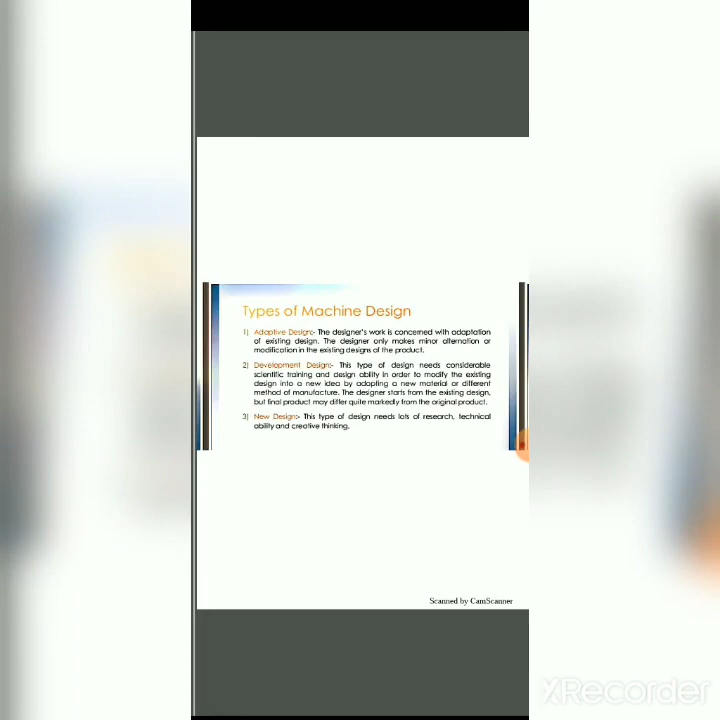 Types of Machine Design
1) Adaptive Design:- The designer's work is concerned with adaptation
of existing design. The designer only makes minor alternation or
modification in the existing designs of the product.
2) Development Design:- This type of design needs considerable
scientific training and design ability in order to modify the existing
design into a new idea by adopting a new material or different
method of manufacture. The designer starts from the existing design,
but final product may differ quite markedly from the original product.
3) New Design:- This type of design needs lots of research, technical
ability and creative thinking.
Scanned by CamScanner
XRecorder